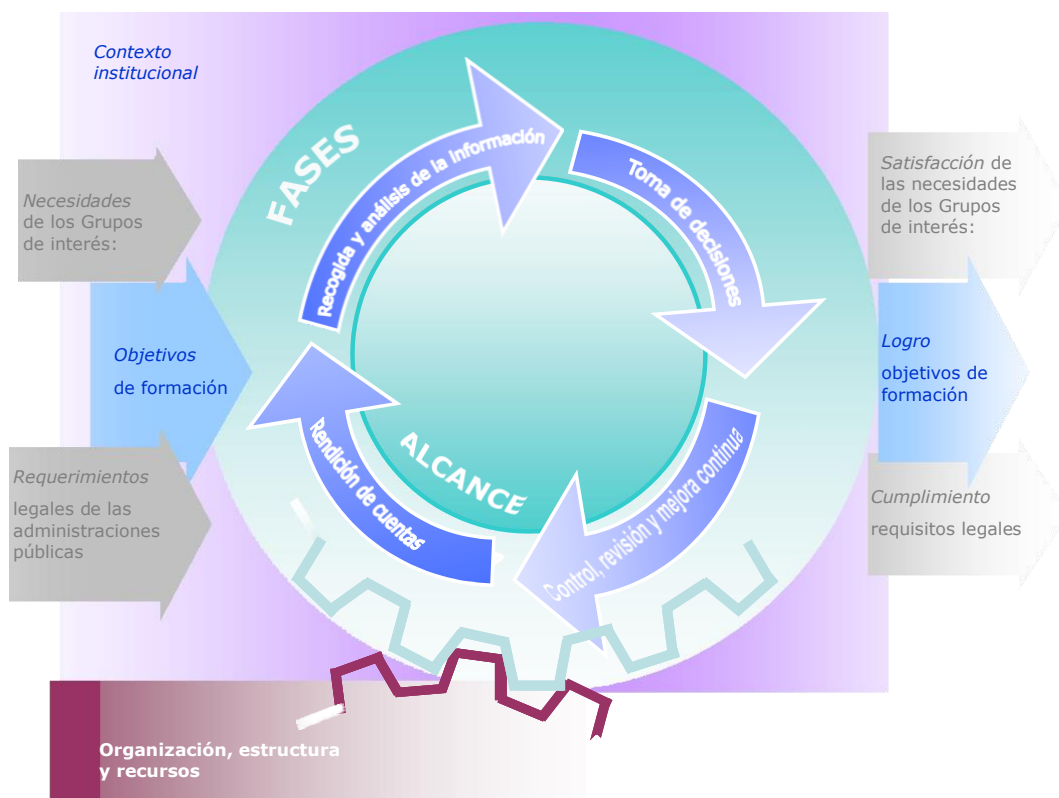 Contexto
institucional
FASES
Recogida y análisis de la información
Toma de decisiones
Control, revisión y mejora continua
Rendición de cuentas
ALCANCE
Necesidades
de los Grupos
de interés:
Objetivos
de formación
Requerimientos
legales de las
administraciones
públicas
Satisfacción de
las necesidades
de los Grupos
de interés:
Logro
objetivos de
formación
Cumplimiento
requisitos legales
Organización, estructura
y recursos